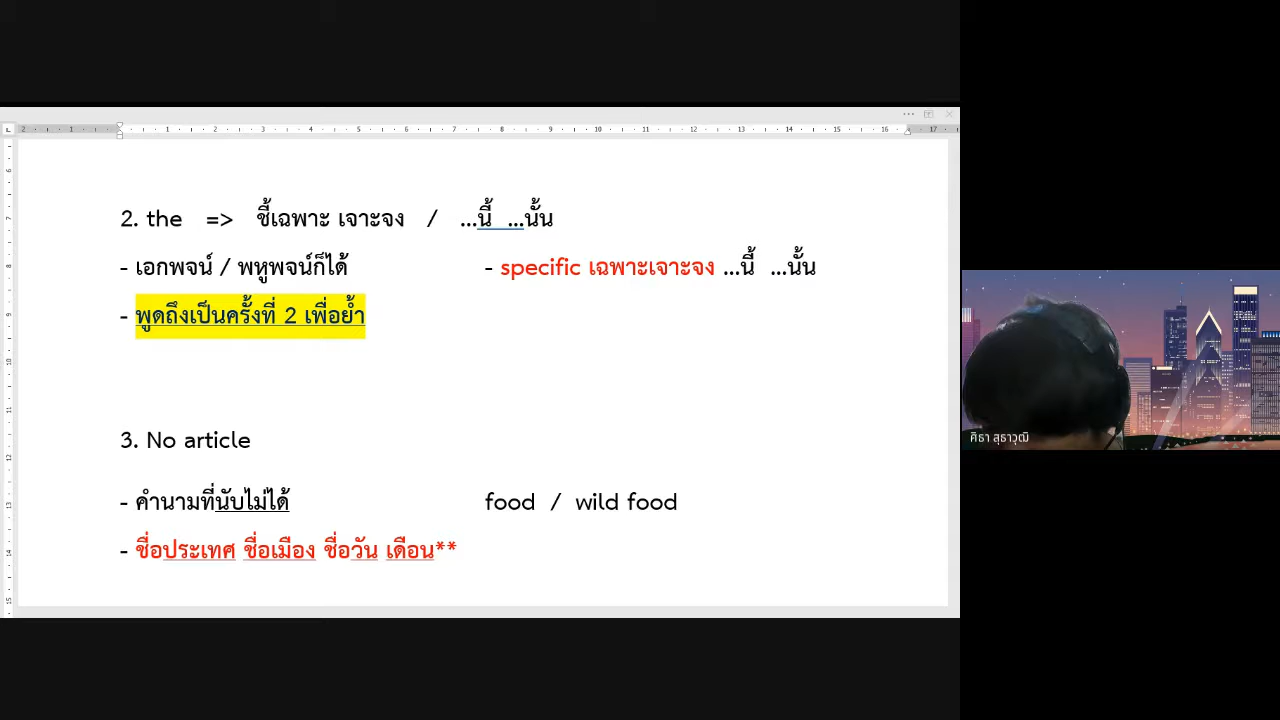 2. the => ชี้เฉพาะ เจาะจง / ...นี้ ...นั้น
- เอกพจน์ / พหูพจน์ก็ได้ - specific เฉพาะเจาะจง ...นี้ ...นั้น
- พูดถึงเป็นครั้งที่ 2 เพื่อย้ำ
3. No article
- คำนามที่นับไม่ได้ food / wild food
- ชื่อประเทศ ชื่อเมือง ชื่อวัน เดือน**
ศิธา สุธาวุฒิ